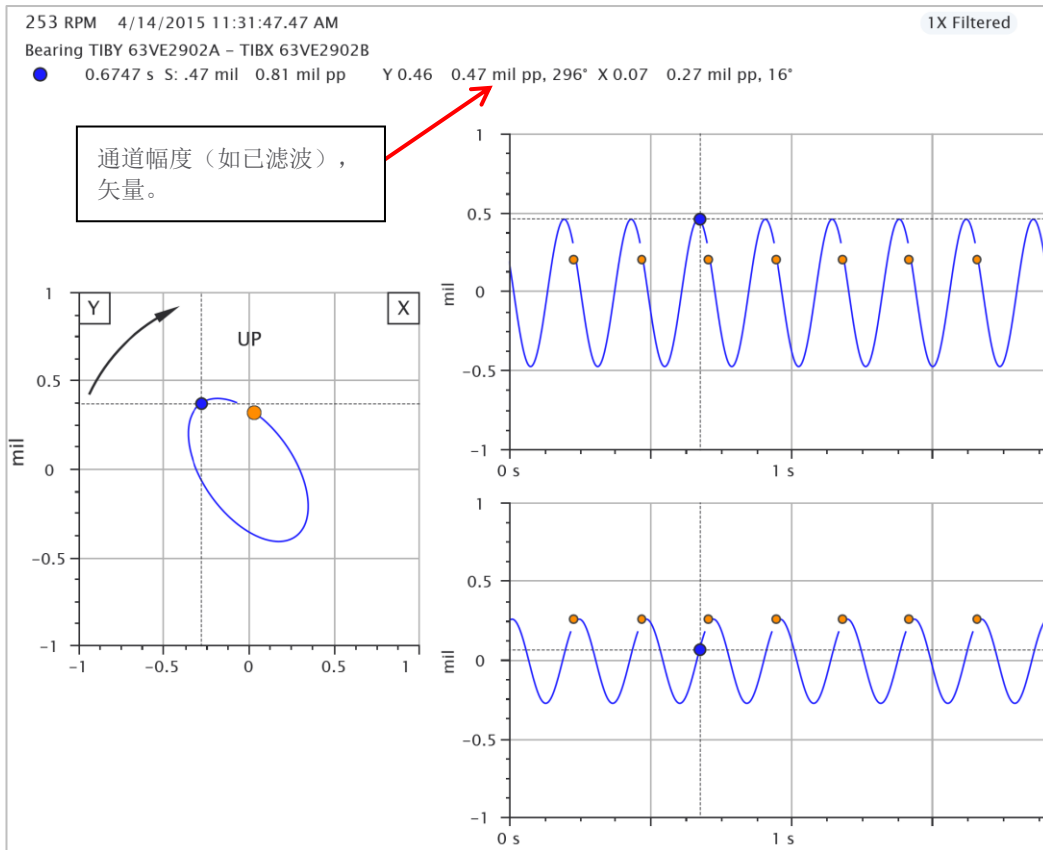 253 RPM 4/14/2015 11:31:47.47 AM
1X Filtered
Bearing TIBY 63VE2902A – TIBX 63VE2902B
0.6747 s S: .47 mil 0.81 mil pp Y 0.46 0.47 mil pp, 296° X 0.07 0.27 mil pp, 16°
通道幅度（如已滤波），
矢量。
1
0.5
0
-0.5
-1
mil
0 s
1 s
Y
X
UP
1
0.5
0
-0.5
-1
mil
-1
-0.5
0
0.5
1
1
0.5
0
-0.5
-1
mil
0 s
1 s